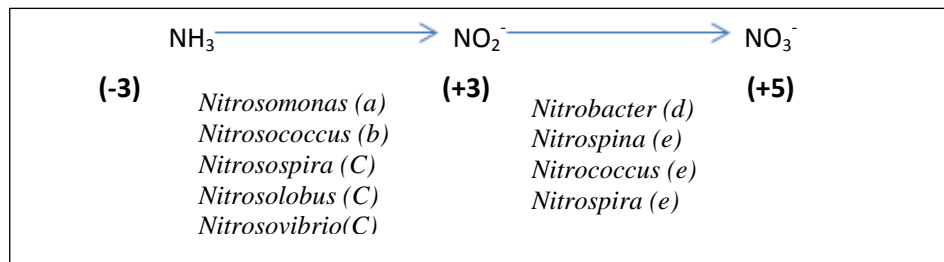 NH₃ NO₂⁻ NO₃⁻
(-3) (+3) (+5)
Nitrosomonas (a)
Nitrosococcus (b)
Nitrosospira (C)
Nitrosolobus (C)
Nitrosovibrio(C)
Nitrobacter (d)
Nitrospina (e)
Nitrococcus (e)
Nitrospira (e)